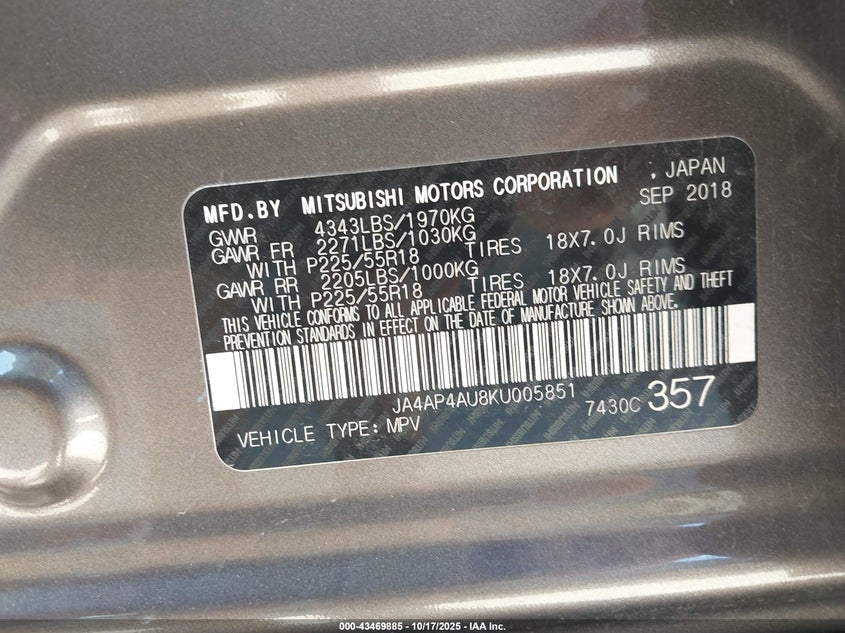 MFD.BY MITSUBISHI MOTORS CORPORATION . JAPAN
SEP 2018
GVWR 4343LBS/1970KG
GAWR FR 2271LBS/1030KG
WITH P225/55R18 TIRES 18X7.0J RIMS
GAWR RR 2205LBS/1000KG
WITH P225/55R18 TIRES 18X7.0J RIMS
THIS VEHICLE CONFORMS TO ALL APPLICABLE FEDERAL MOTOR VEHICLE SAFETY AND THEFT
PREVENTION STANDARDS IN EFFECT ON THE DATE OF MANUFACTURE SHOWN ABOVE.
JA4AP4AU8KU005851
7430C 357
VEHICLE TYPE: MPV
000-43469885 - 10/17/2025 - IAA Inc.